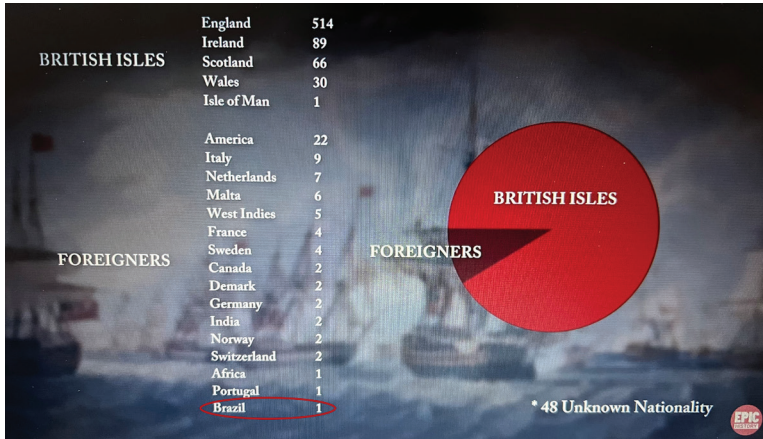 England 514
Ireland 89
BRITISH ISLES
Scotland 66
Wales 30
Isle of Man 1
America 22
Italy 9
Netherlands 7
Malta 6
West Indies 5
France 4
FOREIGNERS
Sweden 4
Canada 2
Demark 2
Germany 2
India 2
Norway 2
Switzerland 2
Africa 1
Portugal 1
Brazil 1
BRITISH ISLES
FOREIGNERS
* 48 Unknown Nationality
EPIC
HISTORY